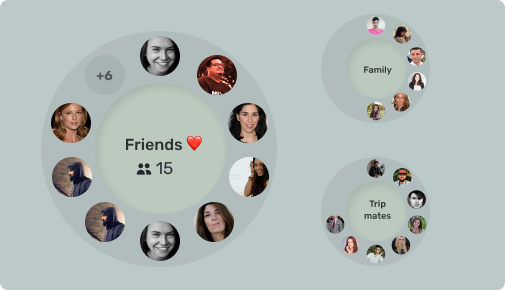 +6
Friends ❤️
15
Family
Trip
mates